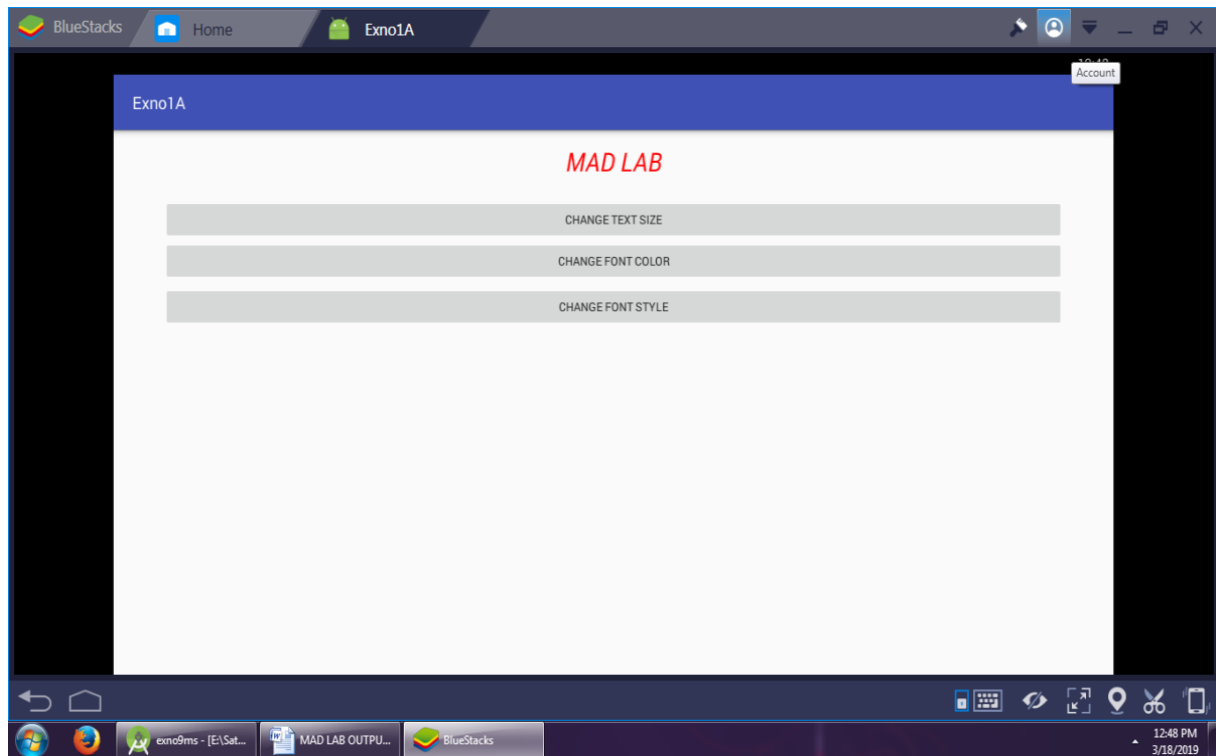 BlueStacks
Home
Exno1A
Account
Exno1A
MAD LAB
CHANGE TEXT SIZE
CHANGE FONT COLOR
CHANGE FONT STYLE
exno9ms - [E:\Sat...
MAD LAB OUTPU...
BlueStacks
12:48 PM
3/18/2019